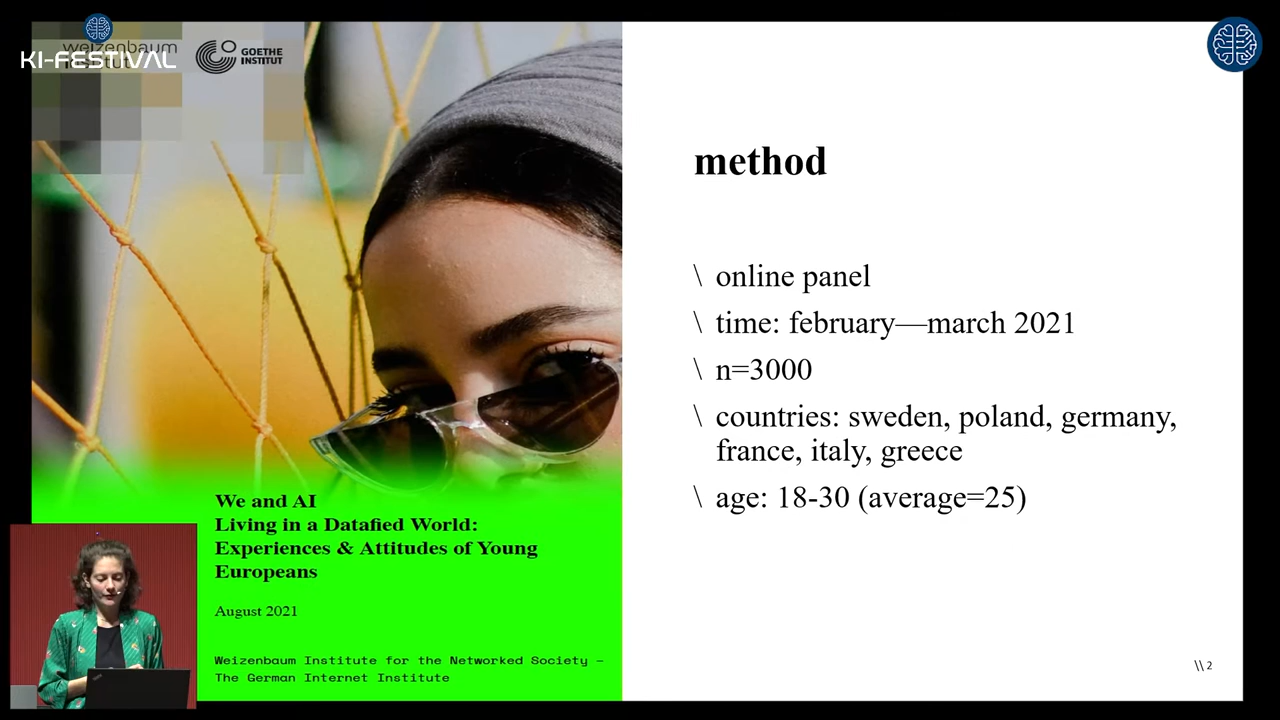 weizenbaum
institut
KI-FESTIVAL
GOETHE
INSTITUT
method
\ online panel
\ time: february—march 2021
\ n=3000
\ countries: sweden, poland, germany,
france, italy, greece
\ age: 18-30 (average=25)
We and AI
Living in a Datafied World:
Experiences & Attitudes of Young
Europeans
August 2021
Weizenbaum Institute for the Networked Society –
The German Internet Institute
\\ 2